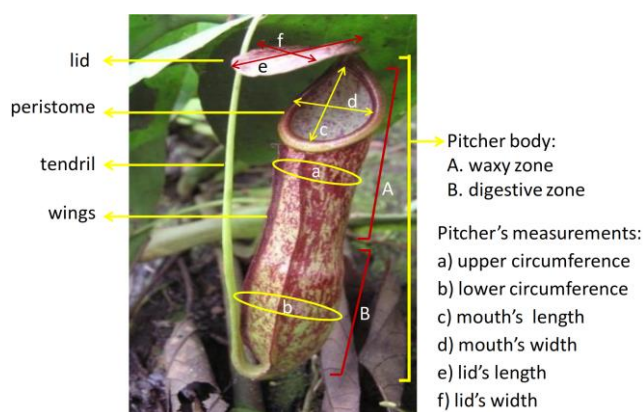 lid
peristome
tendril
wings
f
e
d
c
a
A
b
B
Pitcher body:
A. waxy zone
B. digestive zone
Pitcher's measurements:
a) upper circumference
b) lower circumference
c) mouth's length
d) mouth's width
e) lid's length
f) lid's width